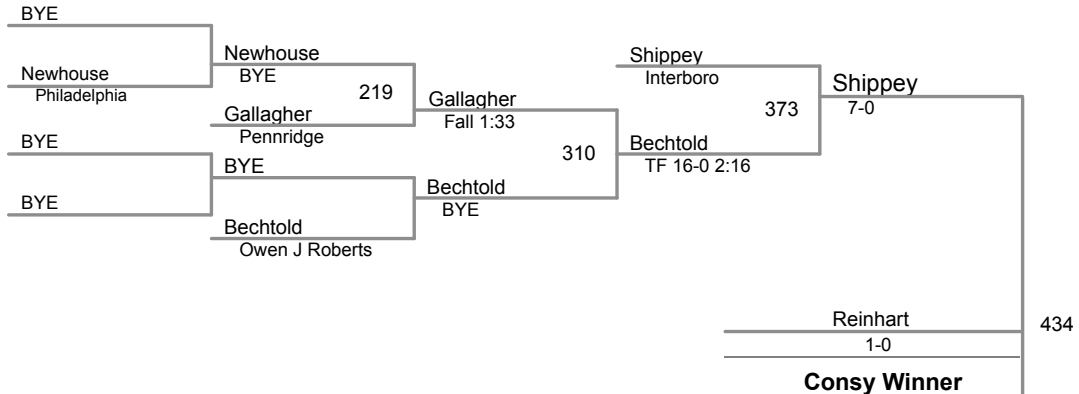 BYE
Newhouse
Philadelphia
BYE
BYE
Newhouse
BYE
219
Gallagher
Pennridge
BYE
Bechtold
Owen J Roberts
Gallagher
Fall 1:33
310
Bechtold
BYE
Shippey
Interboro
373
Bechtold
TF 16-0 2:16
Shippey
7-0
Reinhart
434
1-0
Consy Winner